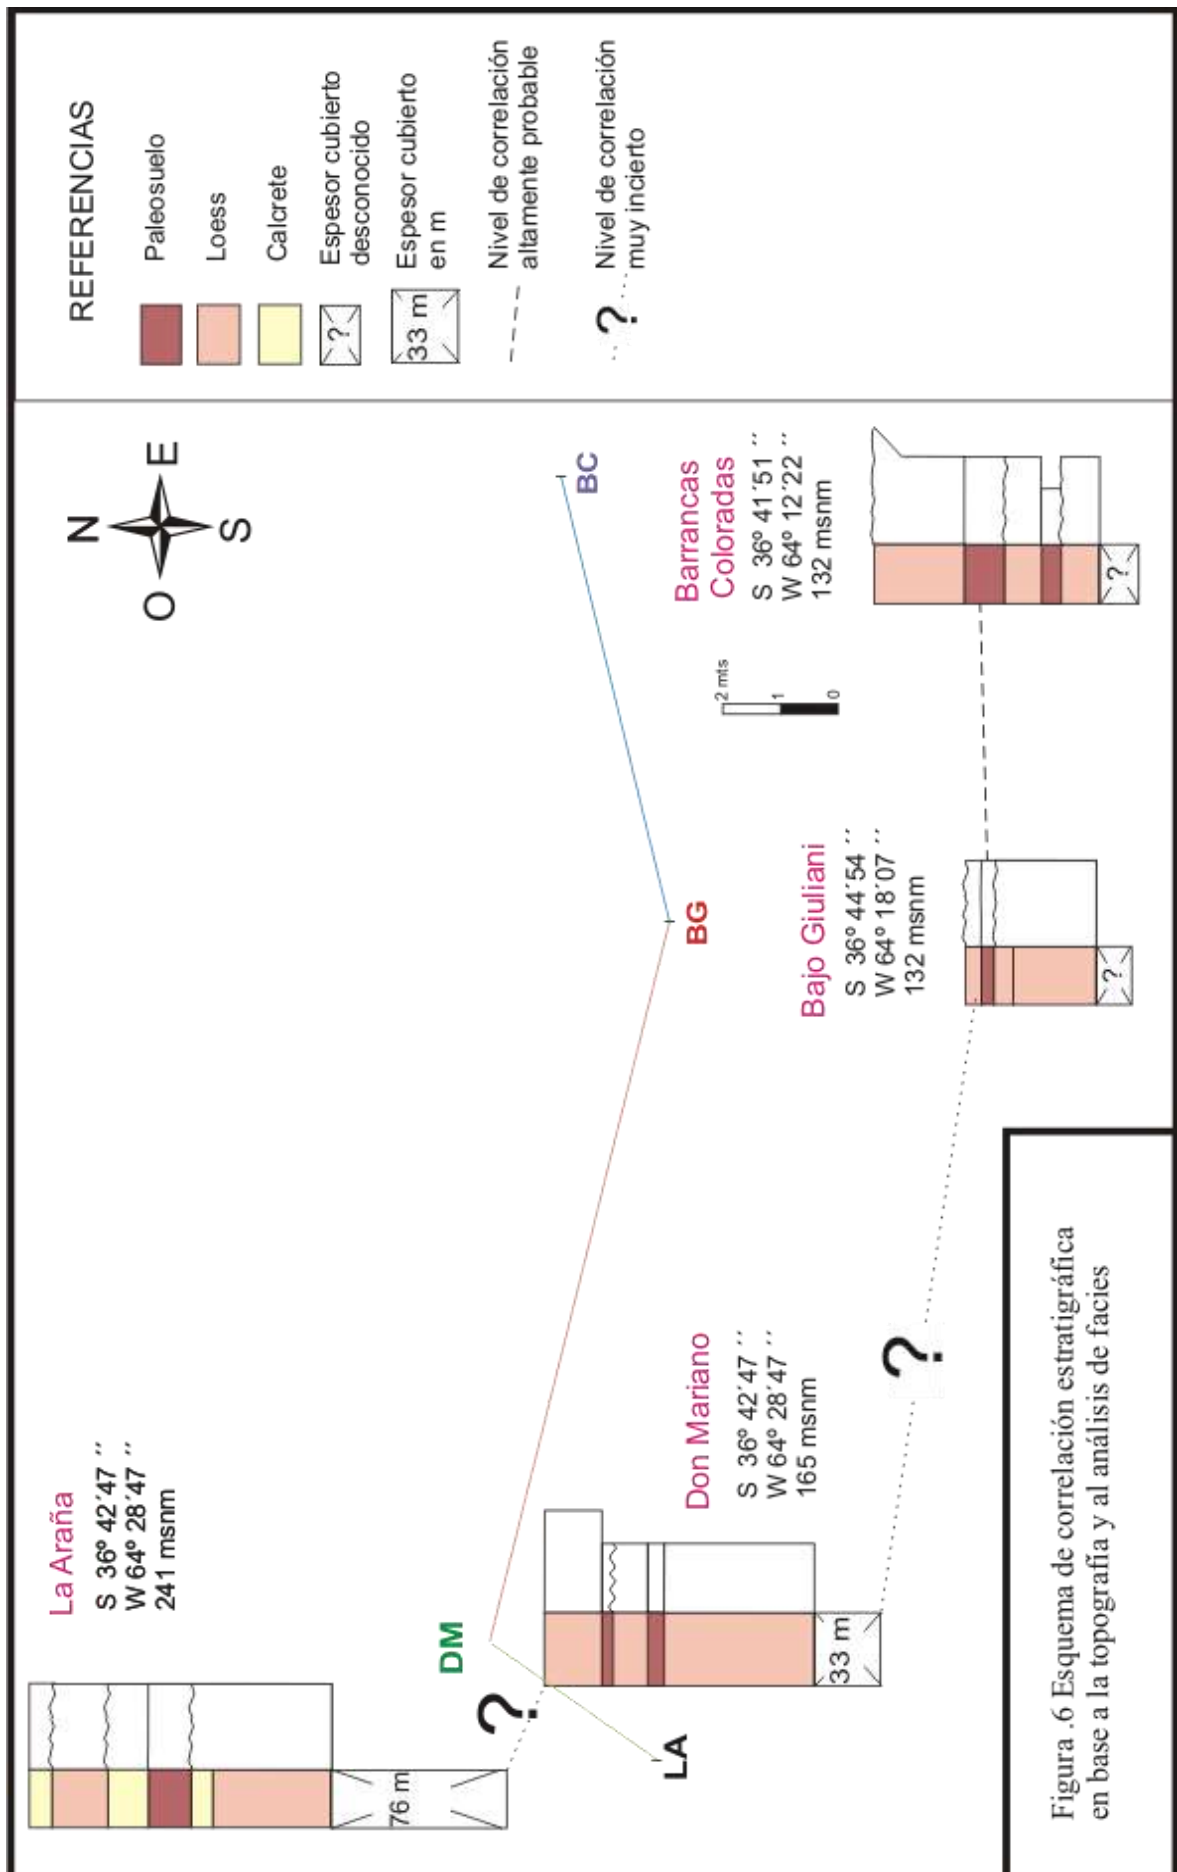 La Araña
S 36º 42´47 ´´
W 64º 28´47 ´´
241 msnm
76 m
?
DM
LA
BG
BC
N
O
E
S
Don Mariano
S 36º 42´47 ´´
W 64º 28´47 ´´
165 msnm
33 m
?
Bajo Giuliani
S 36º 44´54 ´´
W 64º 18´07 ´´
132 msnm
?
2 mts
1
0
Barrancas
Coloradas
S 36º 41´51 ´´
W 64º 12´22 ´´
132 msnm
?
REFERENCIAS
Paleosuelo
Loess
Calcrete
?
Espesor cubierto
desconocido
33 m
Espesor cubierto
en m
Nivel de correlación
altamente probable
?
Nivel de correlación
muy incierto
Figura .6 Esquema de correlación estratigráfica
en base a la topografía y al análisis de facies